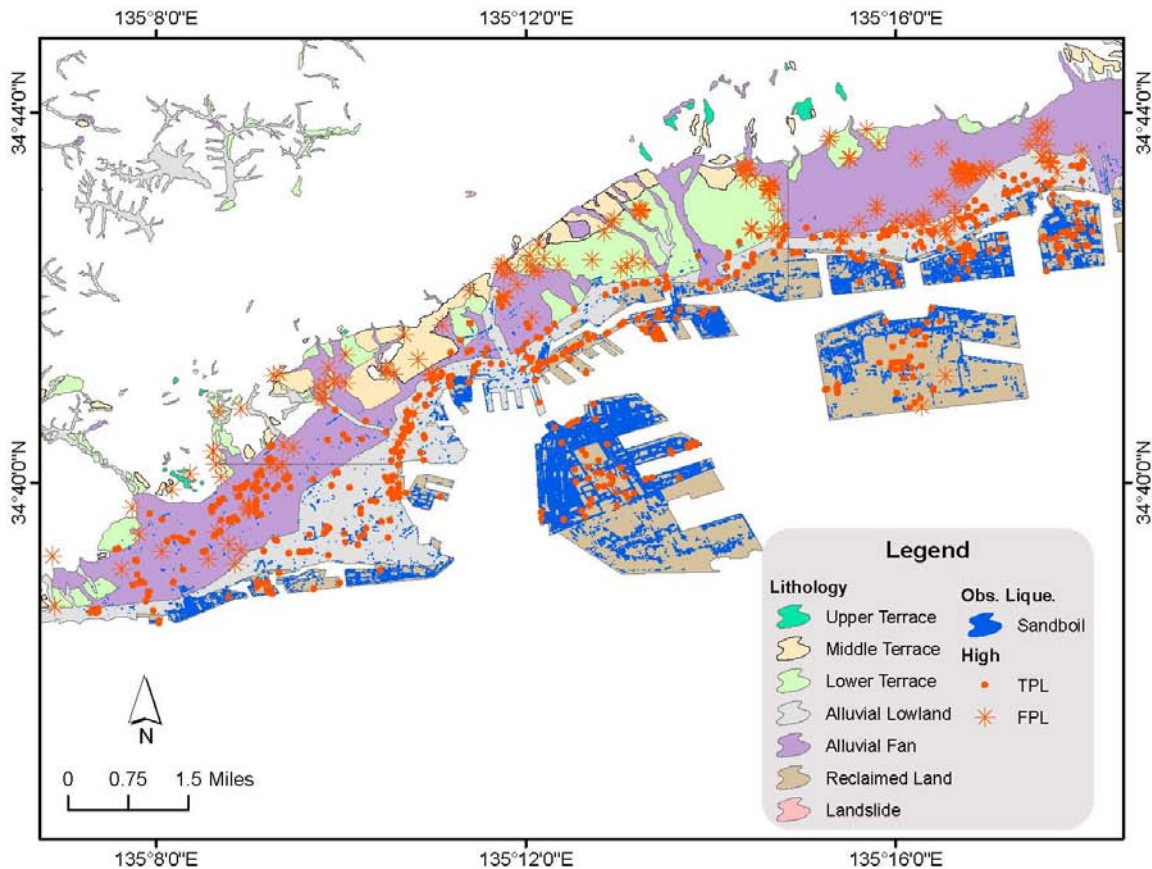 135°8'0"E 135°12'0"E 135°16'0"E
34°44'0"N 34°44'0"N
34°40'0"N 34°40'0"N
Legend
Lithology
Upper Terrace
Middle Terrace
Lower Terrace
Alluvial Lowland
Alluvial Fan
Reclaimed Land
Landslide
Obs. Lique.
Sandboil
High
TPL
FPL
N
0 0.75 1.5 Miles
135°8'0"E 135°12'0"E 135°16'0"E